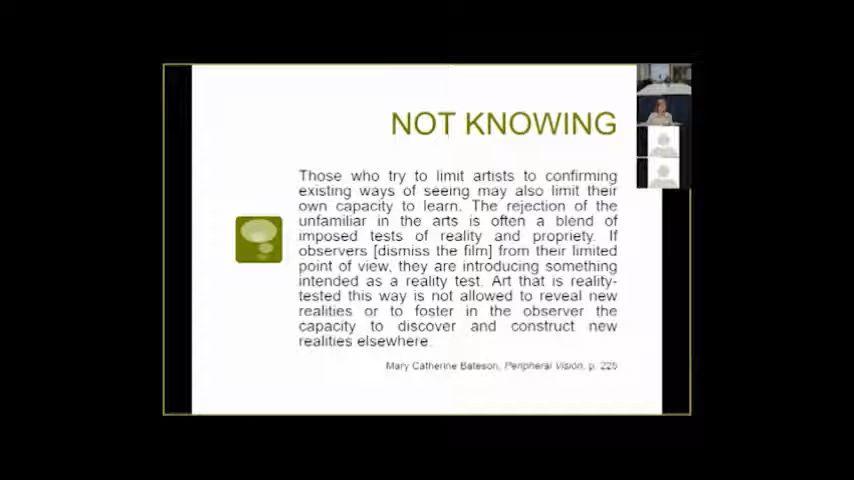 NOT KNOWING
Those who try to limit artists to confirming
existing ways of seeing may also limit their
own capacity to learn. The rejection of the
unfamiliar in the arts is often a blend of
imposed tests of reality and propriety. If
observers [dismiss the film] from their limited
point of view, they are introducing something
intended as a reality test. Art that is reality-
tested this way is not allowed to reveal new
realities or to foster in the observer the
capacity to discover and construct new
realities elsewhere.
Mary Catherine Bateson, Peripheral Vision, p. 225